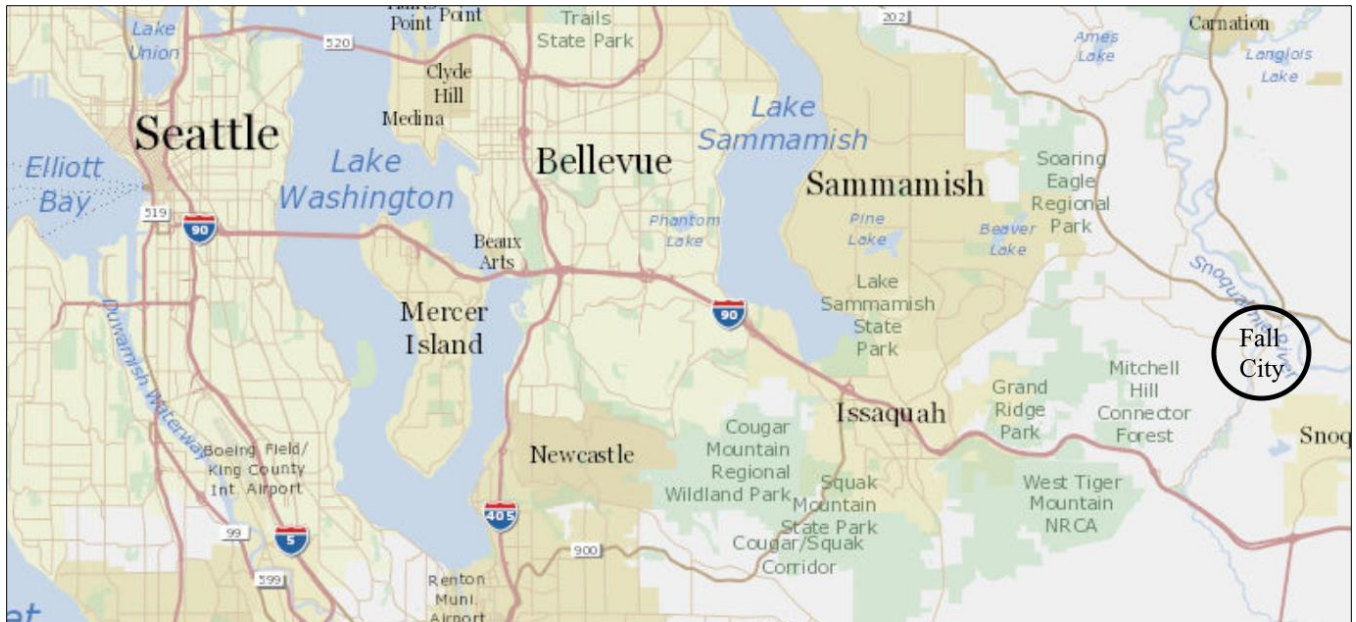 Point
Point
Trails
State Park
202
Carnation
Lake
Union
520
Ames
Lake
Langlois
Lake
Clyde
Hill
Medina
Lake
Sammamish
Seattle
Elliott
Bay
Lake
Washington
Bellevue
Sammamish
Soaring
Eagle
Regional
Park
519
90
Phantom
Lake
Pine
Lake
Beaver
Lake
Beaux
Arts
Snoqualmie River
Lake
Sammamish
State
Park
90
Mercer
Island
Duwamish Waterway
Fall
City
Mitchell
Hill
Connector
Forest
Grand
Ridge
Park
Issaquah
Cougar
Mountain
Regional
Wildland Park
Newcastle
Snoq
Boeing Field/
King County
Int. Airport
Squak
Mountain
State Park
West Tiger
Mountain
NRCA
405
99
5
900
Cougar/Squak
Corridor
599
Renton
Muni.
Airport
et